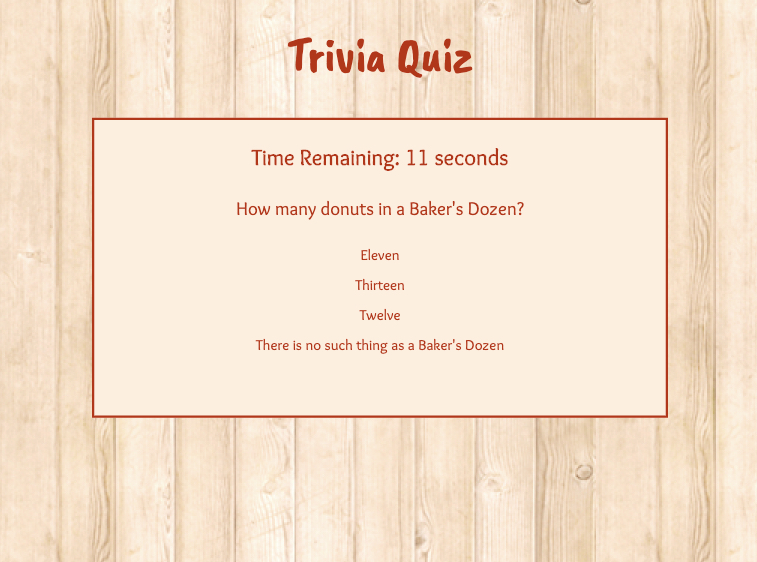 Trivia Quiz
Time Remaining: 11 seconds
How many donuts in a Baker's Dozen?
Eleven
Thirteen
Twelve
There is no such thing as a Baker's Dozen